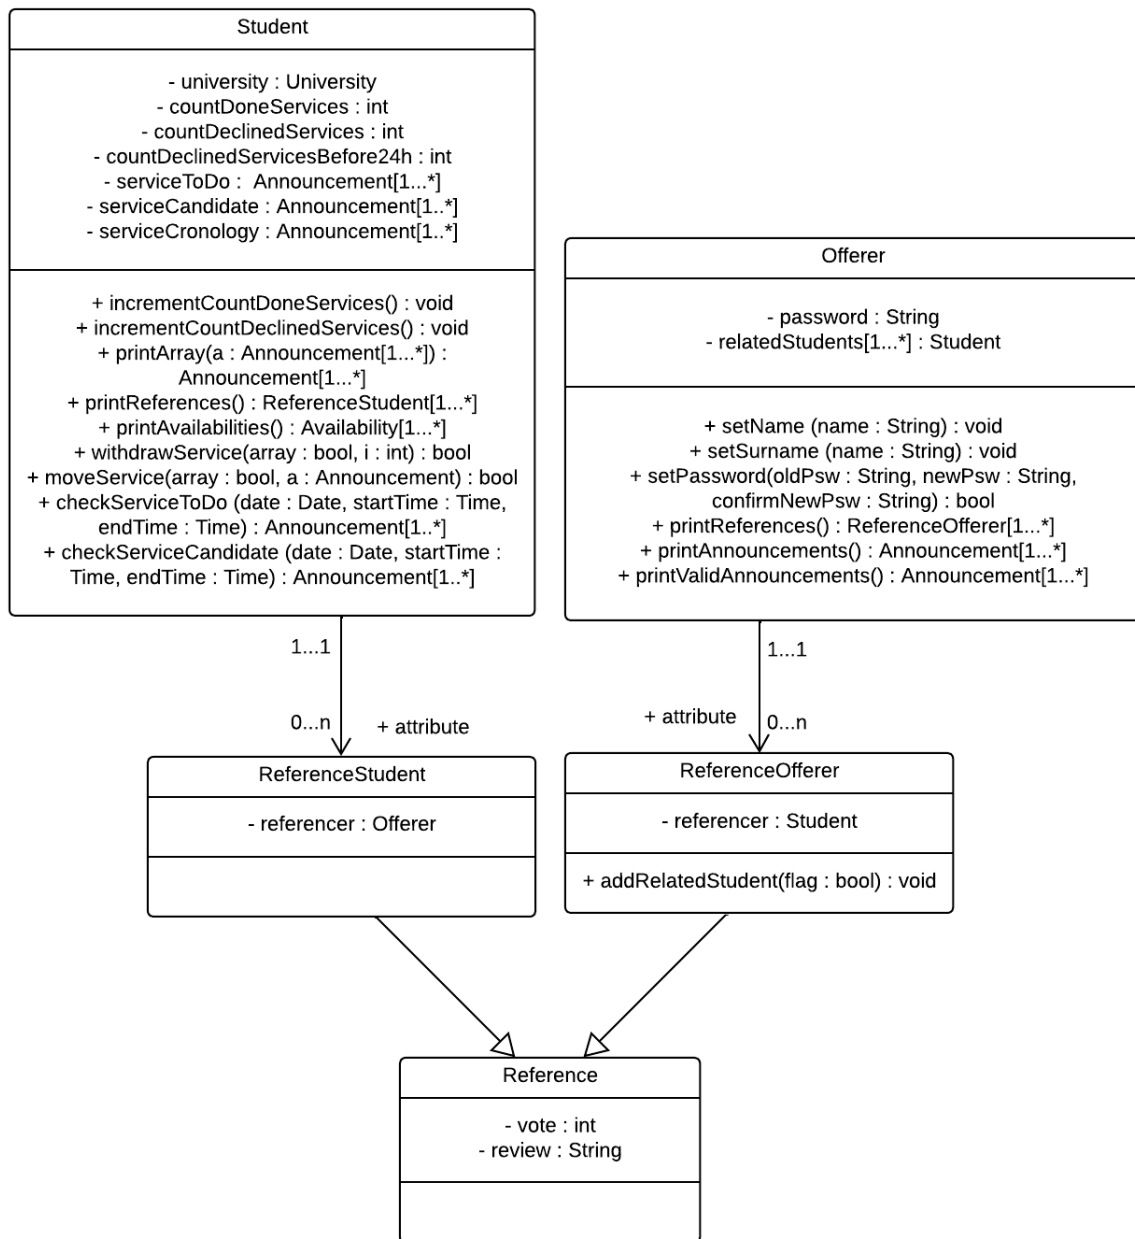 Student
- university : University
- countDoneServices : int
- countDeclinedServices : int
- countDeclinedServicesBefore24h : int
- serviceToDo :  Announcement[1...*]
- serviceCandidate : Announcement[1..*]
- serviceCronology : Announcement[1..*]
+ incrementCountDoneServices() : void
+ incrementCountDeclinedServices() : void
+ printArray(a : Announcement[1...*]) :
Announcement[1...*]
+ printReferences() : ReferenceStudent[1...*]
+ printAvailabilities() : Availability[1...*]
+ withdrawService(array : bool, i : int) : bool
+ moveService(array : bool, a : Announcement) : bool
+ checkServiceToDo (date : Date, startTime : Time,
endTime : Time) : Announcement[1..*]
+ checkServiceCandidate (date : Date, startTime :
Time, endTime : Time) : Announcement[1..*]
Offerer
- password : String
- relatedStudents[1...*] : Student
+ setName (name : String) : void
+ setSurname (name : String) : void
+ setPassword(oldPsw : String, newPsw : String,
confirmNewPsw : String) : bool
+ printReferences() : ReferenceOfferer[1...*]
+ printAnnouncements() : Announcement[1...*]
+ printValidAnnouncements() : Announcement[1...*]
1...1
0...n
+ attribute
1...1
+ attribute
0...n
ReferenceStudent
- referencer : Offerer
ReferenceOfferer
- referencer : Student
+ addRelatedStudent(flag : bool) : void
Reference
- vote : int
- review : String